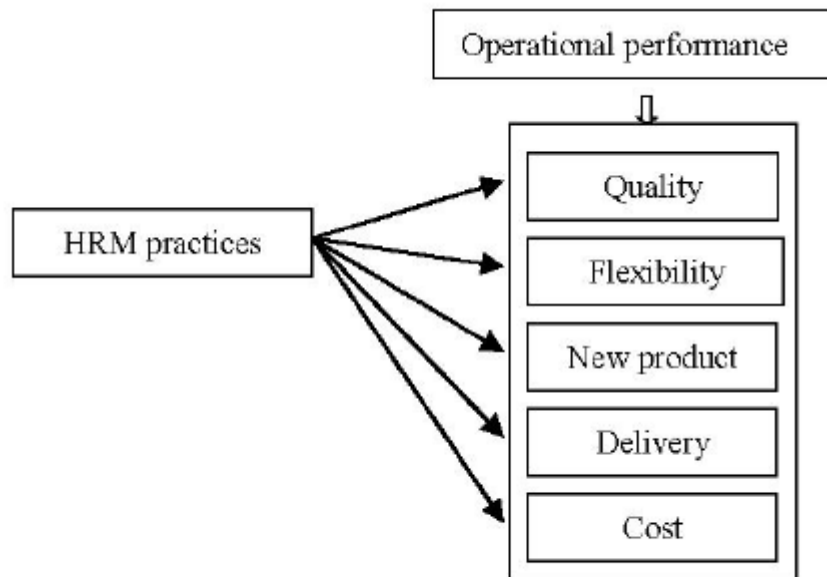 Operational performance
Quality
HRM practices
Flexibility
New product
Delivery
Cost